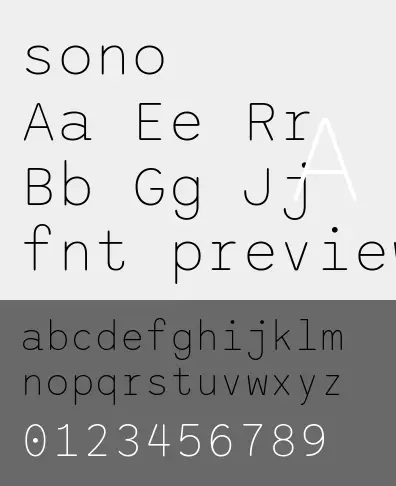 sono
Aa Ee Rr
A
Bb Gg Jj
fnt preview
abcdefghijklm
nopqrstuvwxyz
0123456789